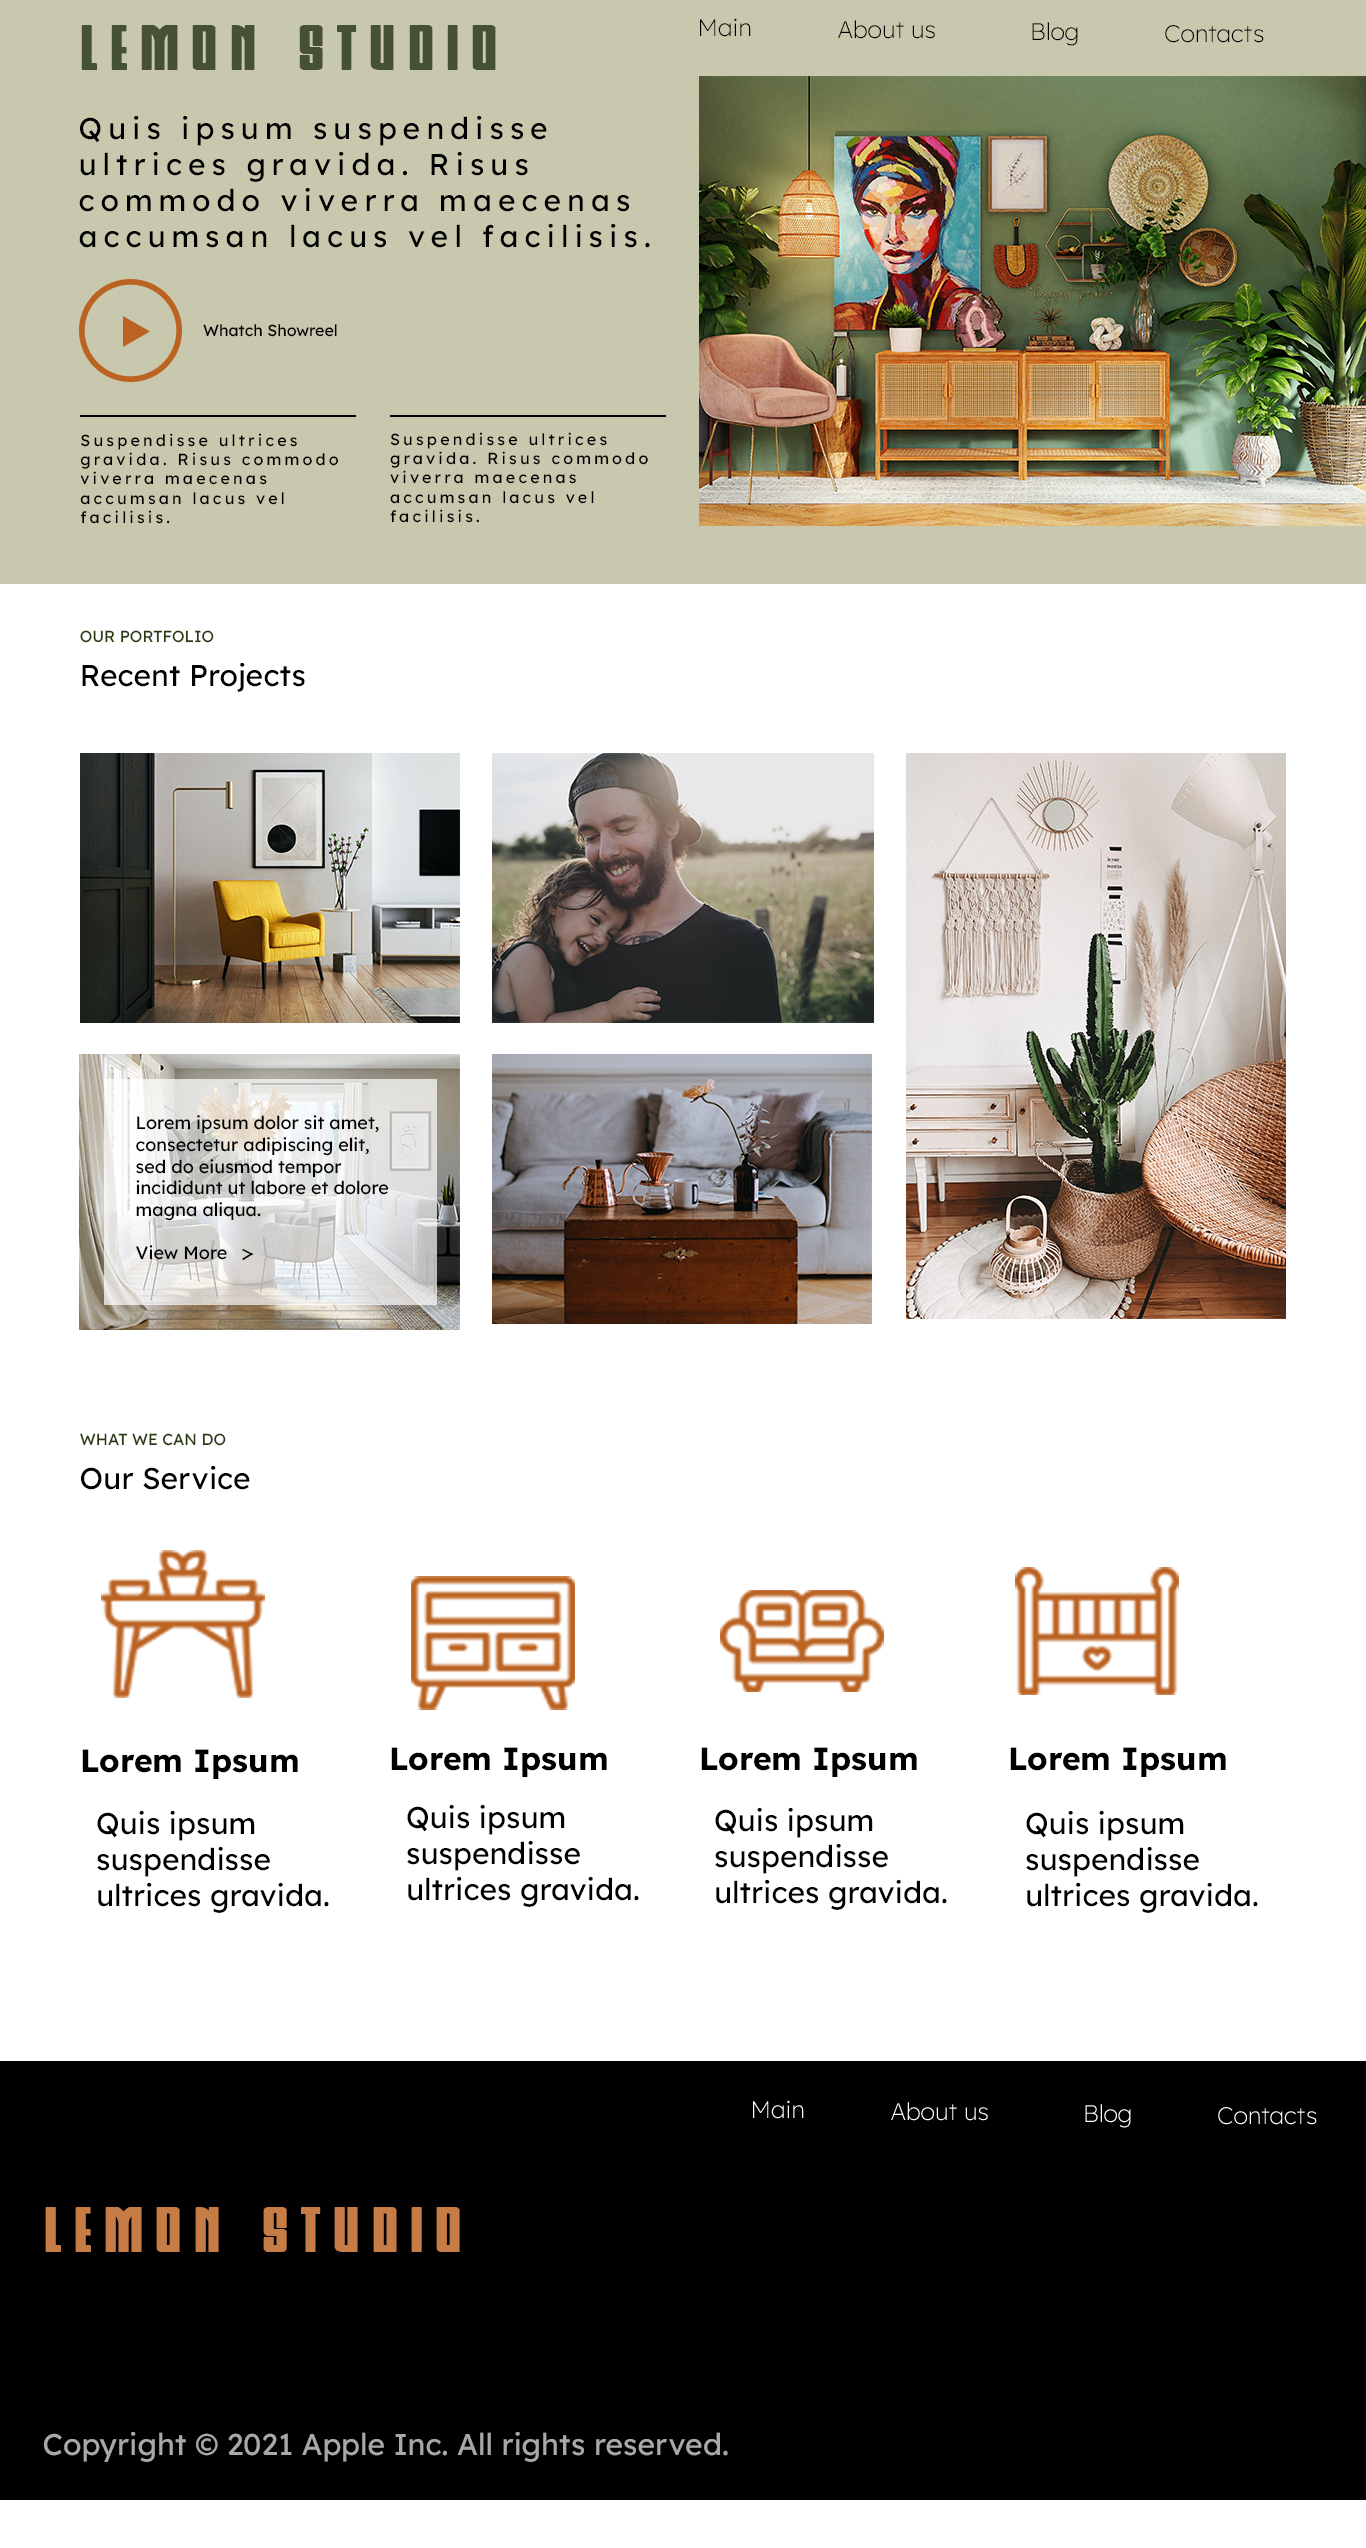 LEMON STUDIO
Main
About us
Blog
Contacts
Quis ipsum suspendisse
ultrices gravida. Risus
commodo viverra maecenas
accumsan lacus vel facilisis.
Whatch Showreel
Suspendisse ultrices
gravida. Risus commodo
viverra maecenas
accumsan lacus vel
facilisis.
Suspendisse ultrices
gravida. Risus commodo
viverra maecenas
accumsan lacus vel
facilisis.
OUR PORTFOLIO
Recent Projects
Lorem ipsum dolor sit amet,
consectetur adipiscing elit,
sed do eiusmod tempor
incididunt ut labore et dolore
magna aliqua.
View More >
WHAT WE CAN DO
Our Service
Lorem Ipsum
Quis ipsum
suspendisse
ultrices gravida.
Lorem Ipsum
Quis ipsum
suspendisse
ultrices gravida.
Lorem Ipsum
Quis ipsum
suspendisse
ultrices gravida.
Lorem Ipsum
Quis ipsum
suspendisse
ultrices gravida.
Main
About us
Blog
Contacts
LEMON STUDIO
Copyright © 2021 Apple Inc. All rights reserved.